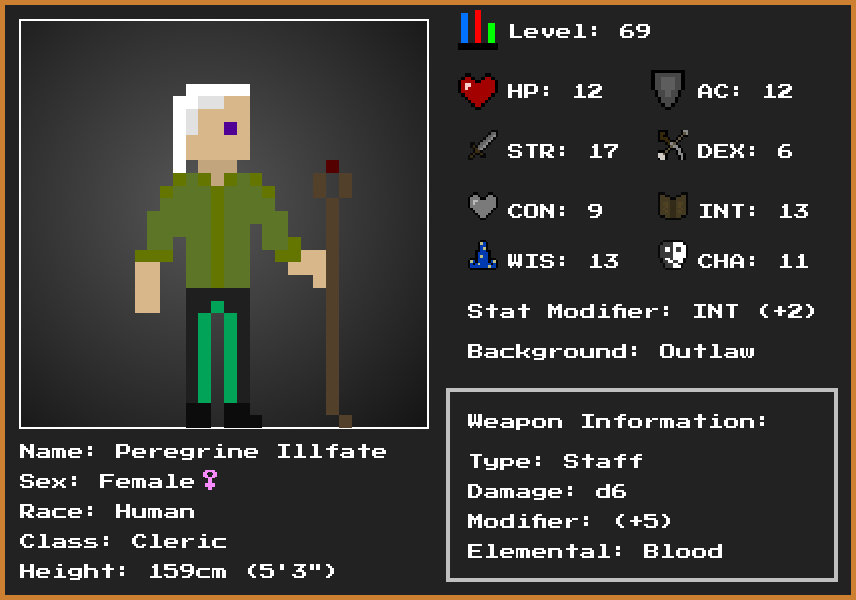 Level: 69
HP: 12
AC: 12
STR: 17
DEX: 6
CON: 9
INT: 13
WIS: 13
CHA: 11
Stat Modifier: INT (+2)
Background: Outlaw
Weapon Information:
Type: Staff
Damage: d6
Modifier: (+5)
Elemental: Blood
Name: Peregrine Illfate
Sex: Female♀
Race: Human
Class: Cleric
Height: 159cm (5'3")